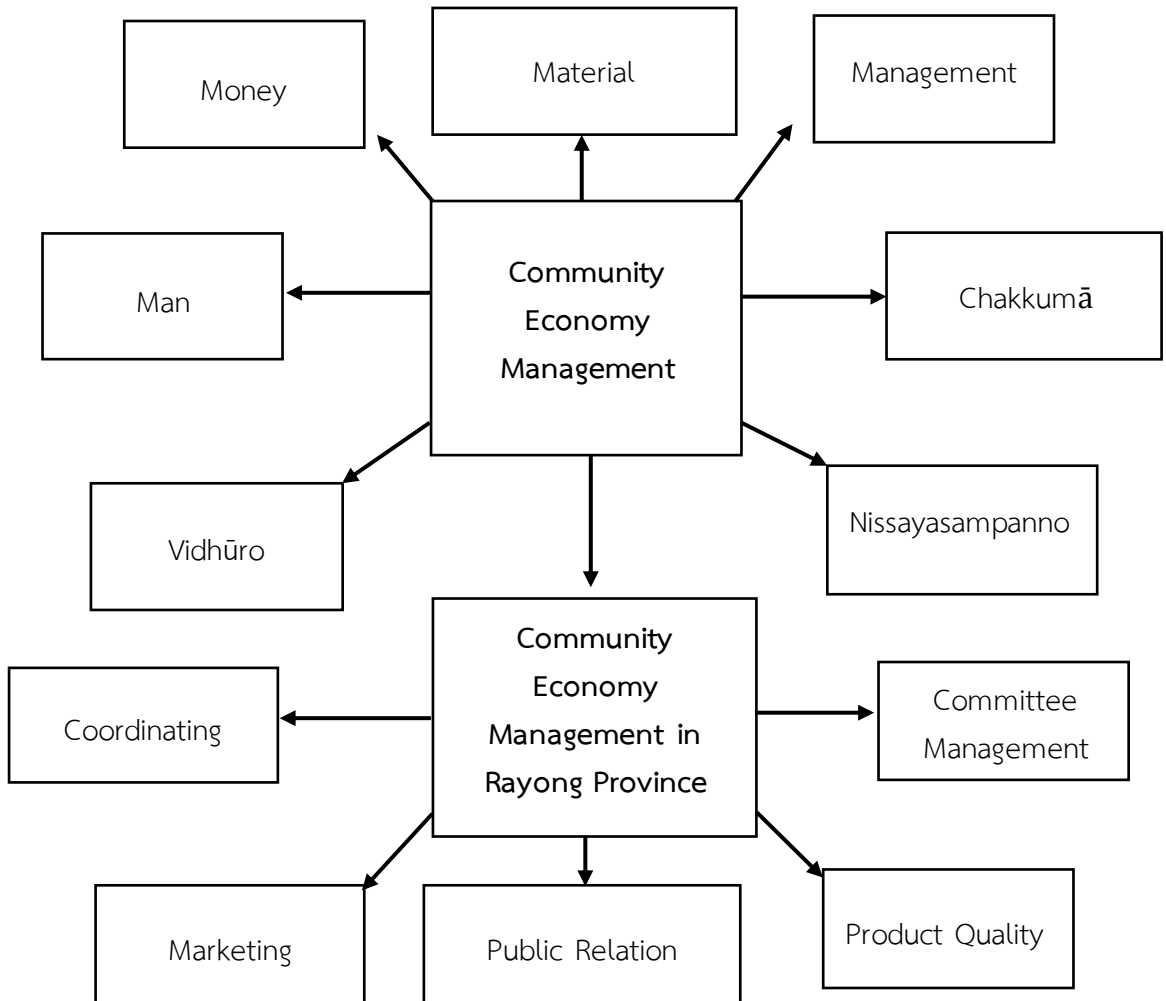 Money
Material
Management
Man
Community
Economy
Management
Chakkumā
Vidhūro
Nissayasampanno
Coordinating
Community
Economy
Management in
Rayong Province
Committee
Management
Marketing
Public Relation
Product Quality